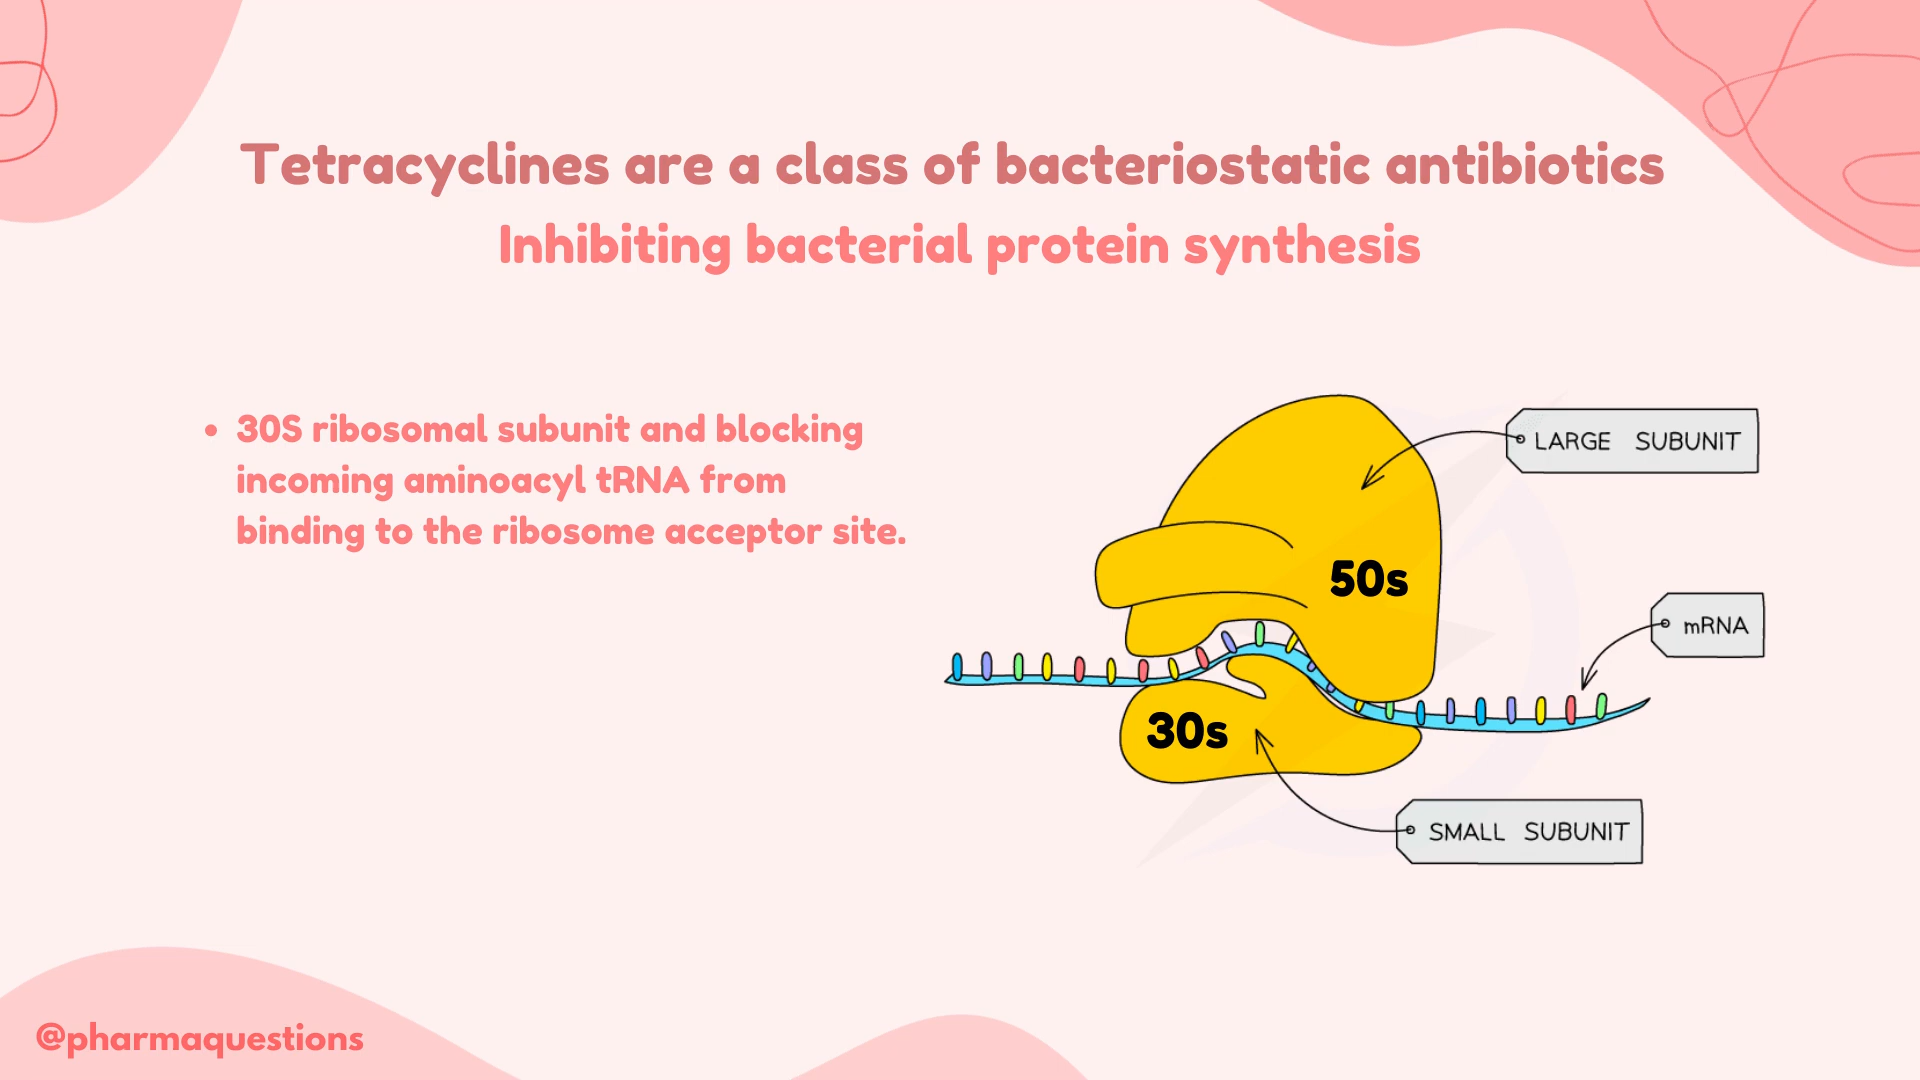 Tetracyclines are a class of bacteriostatic antibiotics
Inhibiting bacterial protein synthesis
• 30S ribosomal subunit and blocking
incoming aminoacyl tRNA from
binding to the ribosome acceptor site.
LARGE SUBUNIT
50s
mRNA
30s
SMALL SUBUNIT
@pharmaquestions